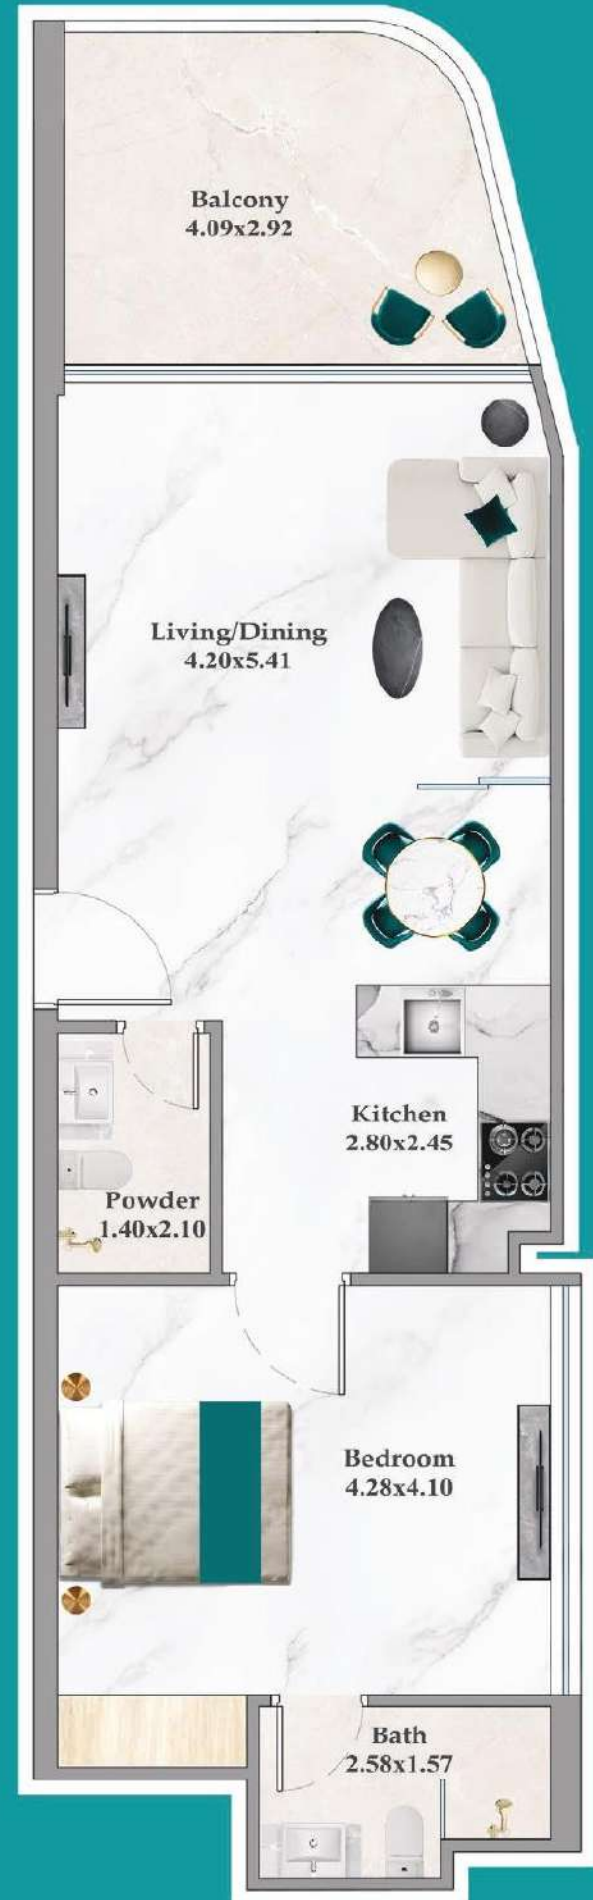 Balcony
4.09x2.92
Living/Dining
4.20x5.41
Kitchen
2.80x2.45
Powder
1.40x2.10
Bedroom
4.28x4.10
Bath
2.58x1.57